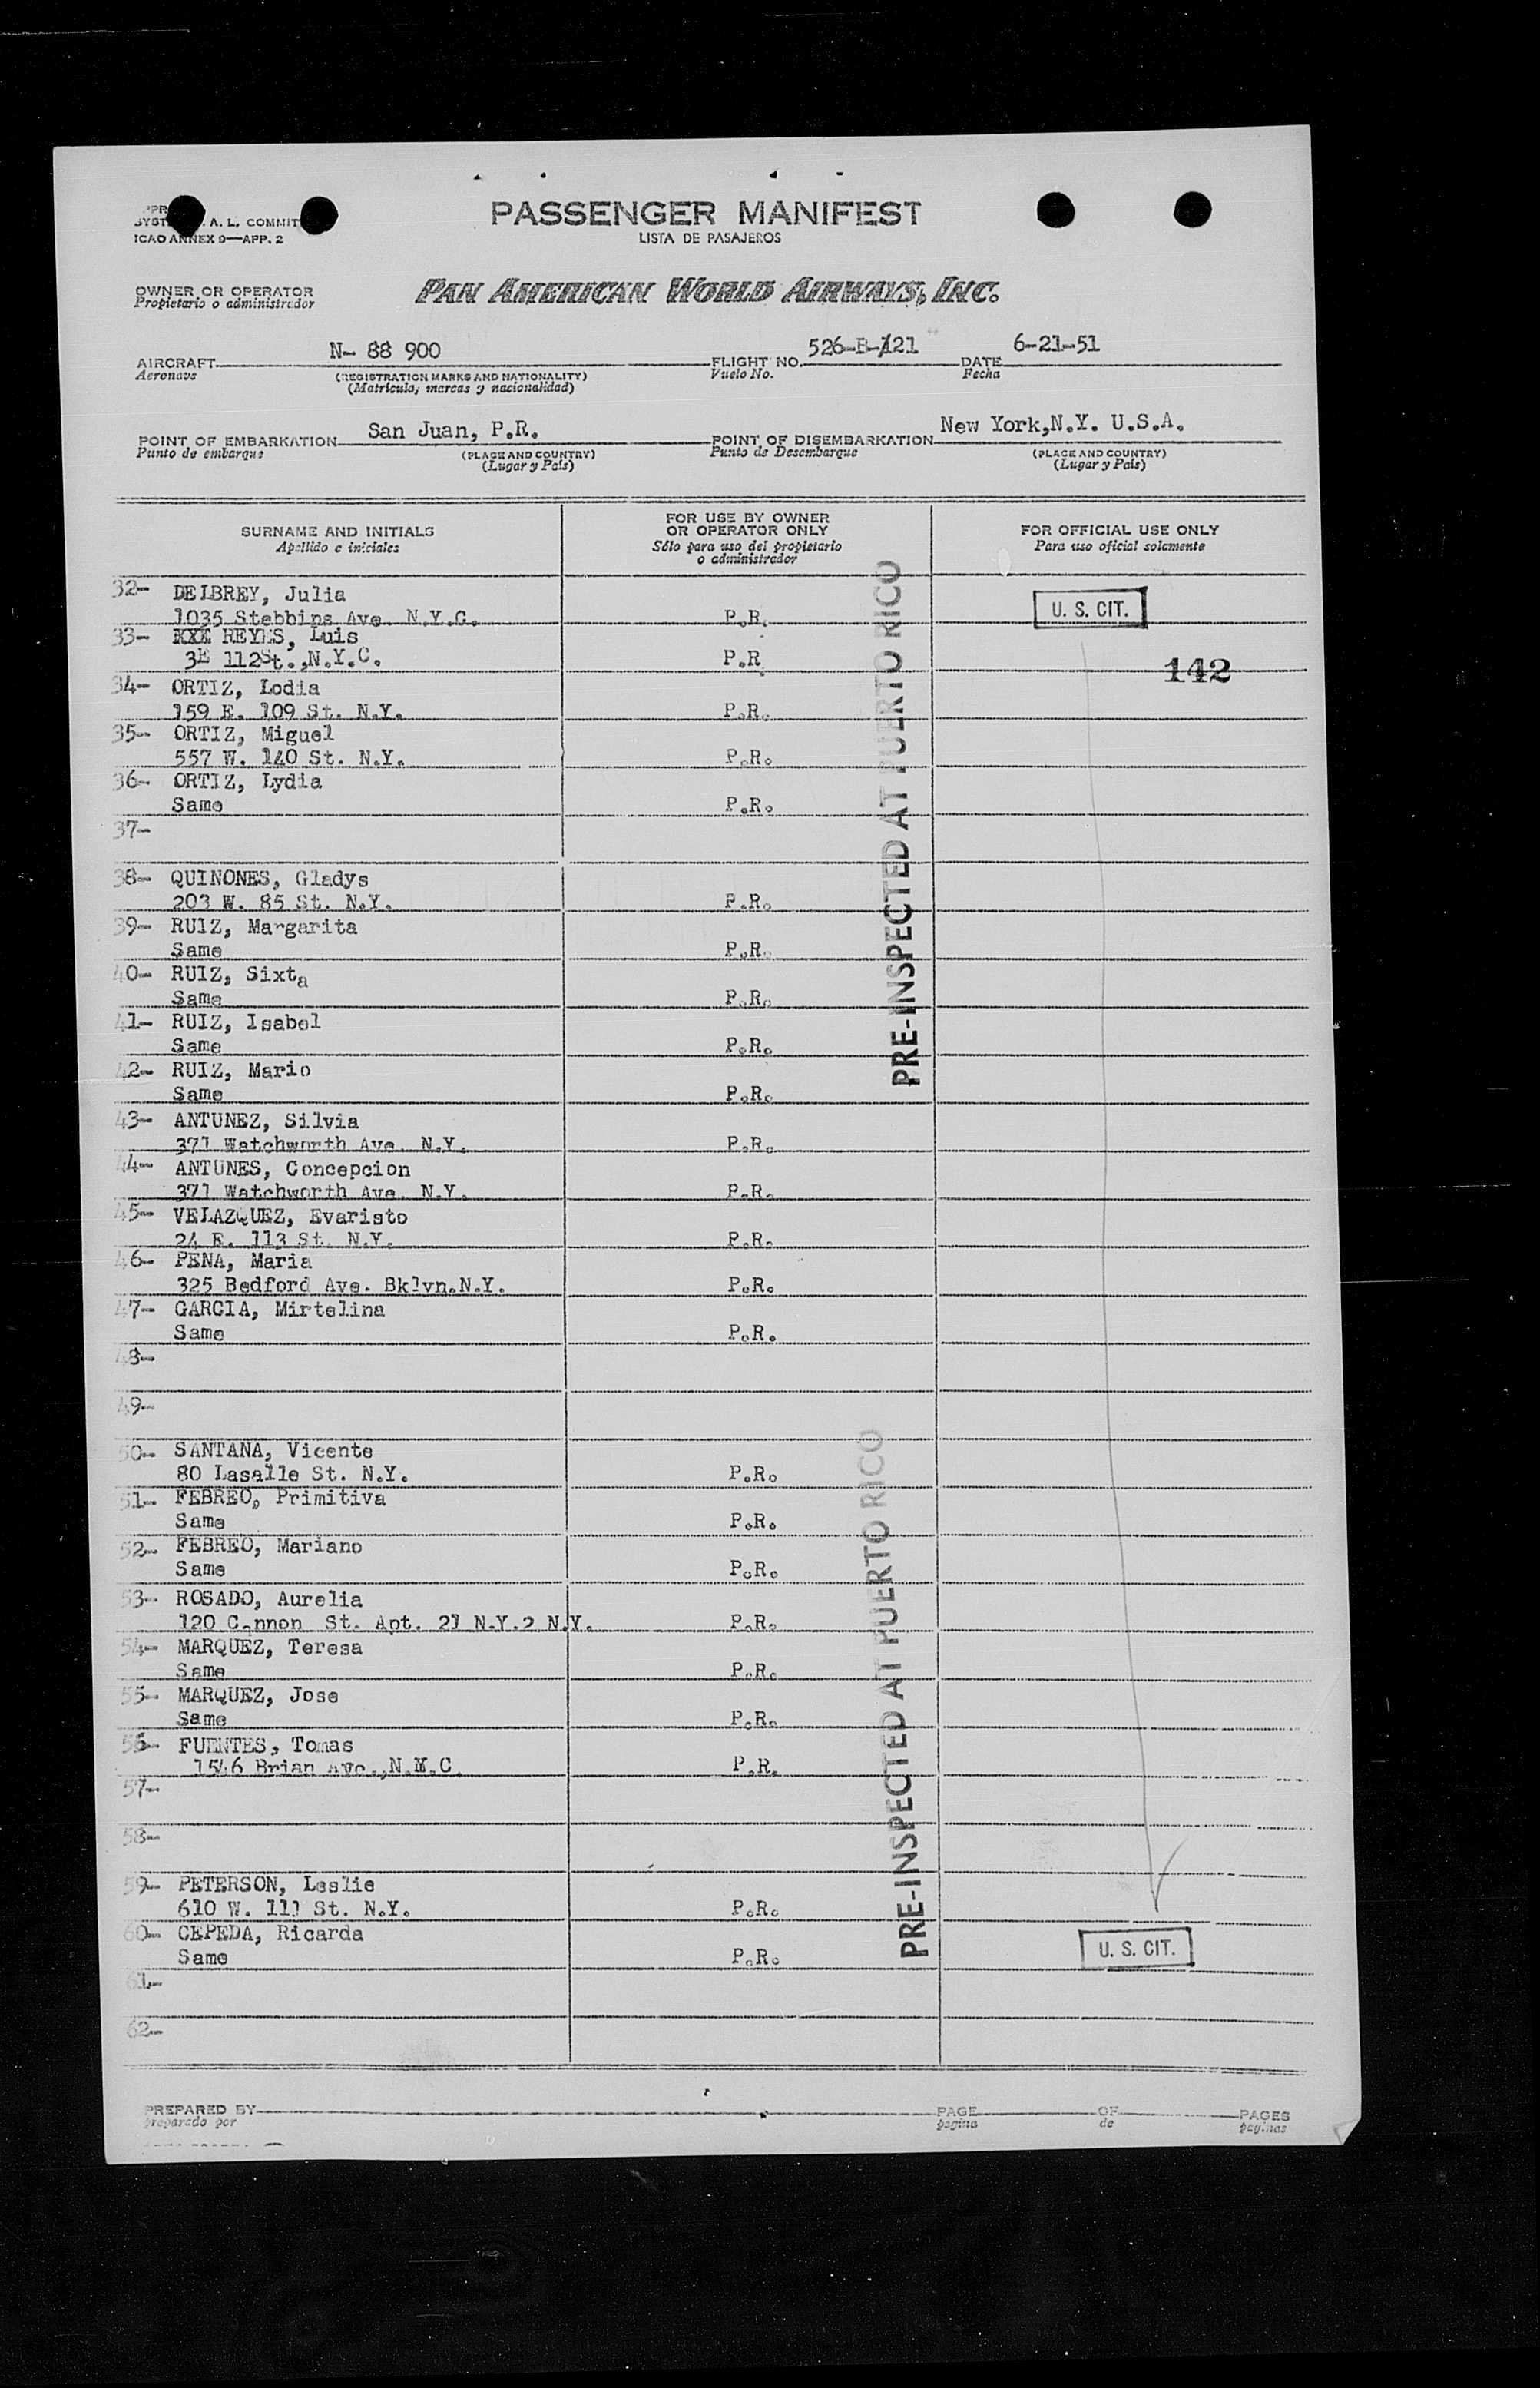 PASSENGER MANIFEST
LISTA DE PASAJEROS
A. L. COMMIT
ICAO ANNEX 9—APP. 2
OWNER OR OPERATOR
Propietario o administrador
PAN AMERICAN WORLD AIRWAYS, INC.
AIRCRAFT N- 88 900 FLIGHT NO. 526-B-121 DATE 6-21-51
Aeronave (REGISTRATION MARKS AND NATIONALITY) Vuelo No. Fecha
(Matrícula, marcas y nacionalidad)
POINT OF EMBARKATION San Juan, P.R. POINT OF DISEMBARKATION New York,N.Y. U.S.A.
Punto de embarque (PLACE AND COUNTRY) Punto de Desembarque (PLACE AND COUNTRY)
(Lugar y País) (Lugar y País)
SURNAME AND INITIALS
Apellido e iniciales
FOR USE BY OWNER
OR OPERATOR ONLY
Sólo para uso del propietario
o administrador
FOR OFFICIAL USE ONLY
Para uso oficial solamente
32- DELBREY, Julia
1035 Stebbins Ave. N.Y.C. P.R. U. S. CIT.
33- XXX REYES, Luis
3E 112St.,N.Y.C. P.R 142
34- ORTIZ, Lodia
159 E. 109 St. N.Y. P.R.
35- ORTIZ, Miguel
557 W. 140 St. N.Y. P.R.
36- ORTIZ, Lydia
Same P.R.
37-
38- QUINONES, Gladys
203 W. 85 St. N.Y. P.R.
39- RUIZ, Margarita
Same P.R.
40- RUIZ, Sixta
Same P.R.
41- RUIZ, Isabel
Same P.R.
42- RUIZ, Mario
Same P.R.
PRE-INSPECTED AT PUERTO RICO
43- ANTUNEZ, Silvia
371 Watchworth Ave. N.Y. P.R.
44- ANTUNES, Concepcion
371 Watchworth Ave. N.Y. P.R.
45- VELAZQUEZ, Evaristo
24 E. 113 St. N.Y. P.R.
46- PENA, Maria
325 Bedford Ave. Bklyn.N.Y. P.R.
47- GARCIA, Mirtelina
Same P.R.
48-
49-
50- SANTANA, Vicente
80 Lasalle St. N.Y. P.R.
51- FEBREO, Primitiva
Same P.R.
52- FEBREO, Mariano
Same P.R.
53- ROSADO, Aurelia
120 Cannon St. Apt. 21 N.Y.2 N.Y. P.R.
54- MARQUEZ, Teresa
Same P.R.
55- MARQUEZ, Jose
Same P.R.
56- FUENTES, Tomas
1546 Brian Ave.,N.Y.C. P.R.
57-
58-
59- PETERSON, Leslie
610 W. 111 St. N.Y. P.R.
60- CEPEDA, Ricarda
Same P.R. U. S. CIT.
PRE-INSPECTED AT PUERTO RICO
61-
62-
PREPARED BY PAGE OF PAGES
preparado por pagina de paginas